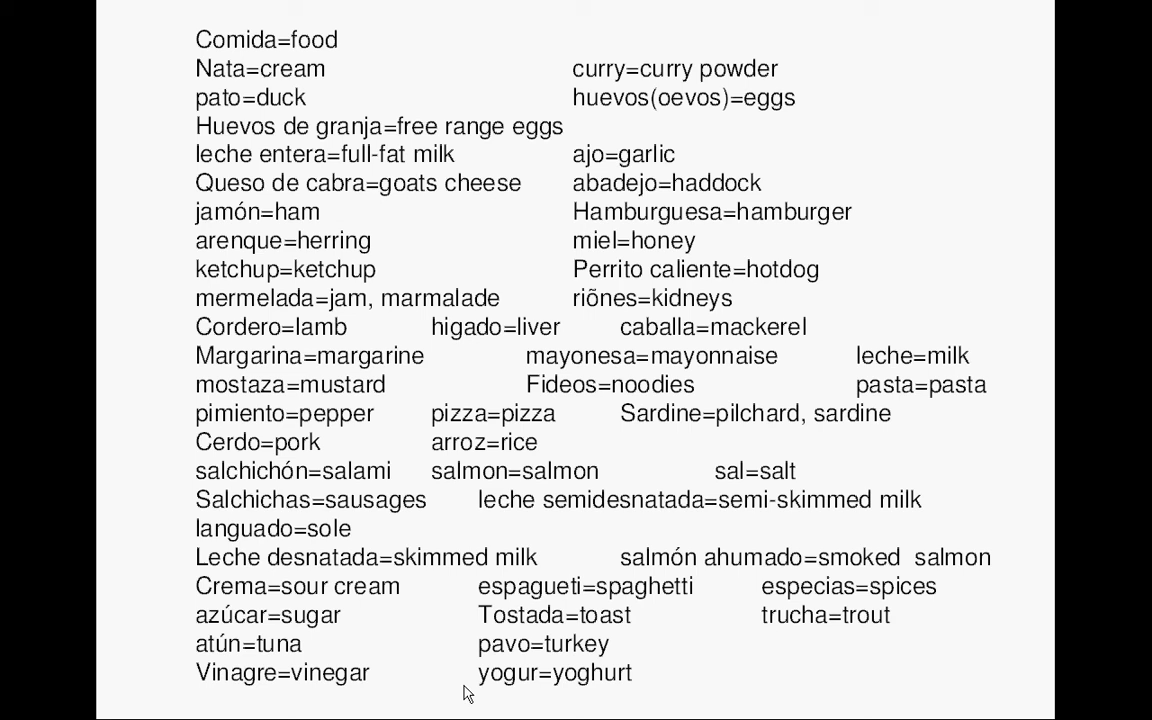 Comida=food
Nata=cream curry=curry powder
pato=duck huevos(oevos)=eggs
Huevos de granja=free range eggs
leche entera=full-fat milk ajo=garlic
Queso de cabra=goats cheese abadejo=haddock
jamón=ham Hamburguesa=hamburger
arenque=herring miel=honey
ketchup=ketchup Perrito caliente=hotdog
mermelada=jam, marmalade riõnes=kidneys
Cordero=lamb higado=liver caballa=mackerel
Margarina=margarine mayonesa=mayonnaise leche=milk
mostaza=mustard Fideos=noodies pasta=pasta
pimiento=pepper pizza=pizza Sardine=pilchard, sardine
Cerdo=pork arroz=rice
salchichón=salami salmon=salmon sal=salt
Salchichas=sausages leche semidesnatada=semi-skimmed milk
languado=sole
Leche desnatada=skimmed milk salmón ahumado=smoked salmon
Crema=sour cream espagueti=spaghetti especias=spices
azúcar=sugar Tostada=toast trucha=trout
atún=tuna pavo=turkey
Vinagre=vinegar yogur=yoghurt